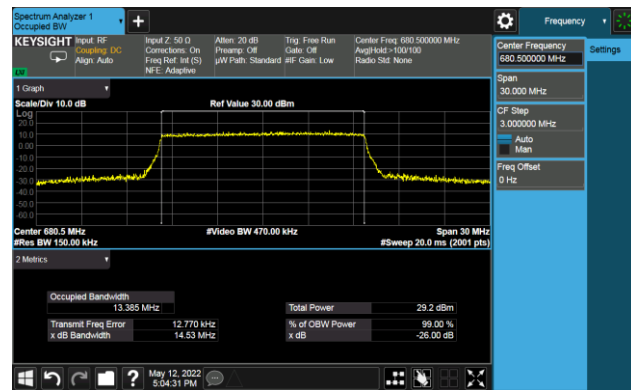 Spectrum Analyzer 1
Occupied BW
+
Frequency
KEYSIGHT
Input: RF
Coupling: DC
Align: Auto
Input Z: 50 Ω
Corrections: On
Freq Ref: Int (S)
NFE: Adaptive
Atten: 20 dB
Preamp: Off
µW Path: Standard
Trig: Free Run
Gate: Off
#IF Gain: Low
Center Freq: 680.500000 MHz
Avg|Hold:>100/100
Radio Std: None
Center Frequency
680.500000 MHz
Settings
Span
30.000 MHz
CF Step
3.000000 MHz
Auto
Man
Freq Offset
0 Hz
1 Graph
Scale/Div 10.0 dB
Ref Value 30.00 dBm
Log
20.0
10.0
0.00
-10.0
-20.0
-30.0
-40.0
-50.0
-60.0
Center 680.5 MHz
#Video BW 470.00 kHz
Span 30 MHz
#Res BW 150.00 kHz
#Sweep 20.0 ms (2001 pts)
2 Metrics
Occupied Bandwidth
13.385 MHz
Total Power
29.2 dBm
Transmit Freq Error
12.770 kHz
% of OBW Power
99.00 %
x dB Bandwidth
14.53 MHz
x dB
-26.00 dB
?
May 12, 2022
5:04:31 PM